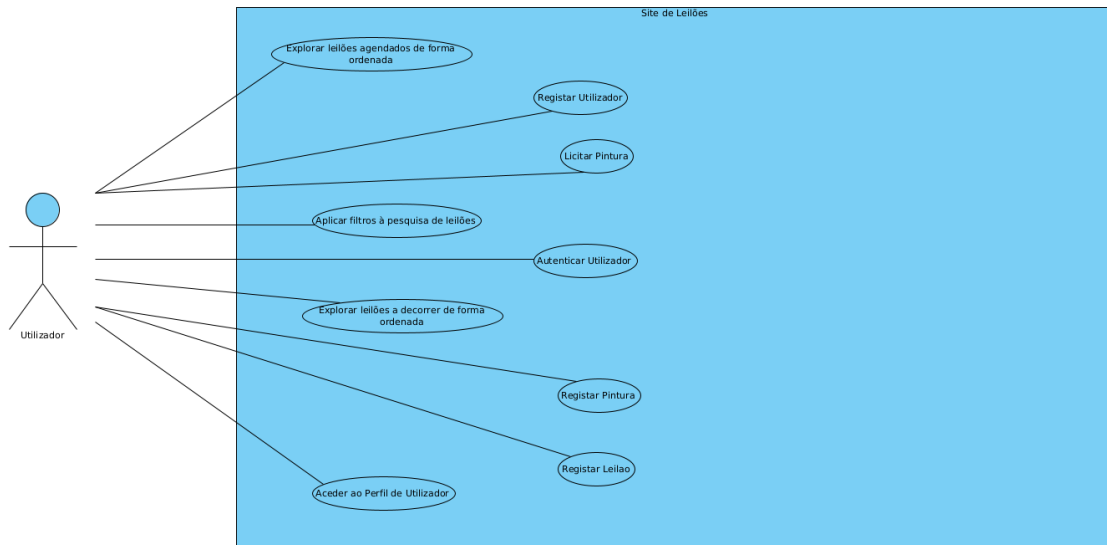 Site de Leilões
Explorar leilões agendados de forma
ordenada
Registar Utilizador
Licitar Pintura
Aplicar filtros à pesquisa de leilões
Autenticar Utilizador
Explorar leilões a decorrer de forma
ordenada
Utilizador
Registar Pintura
Registar Leilao
Aceder ao Perfil de Utilizador